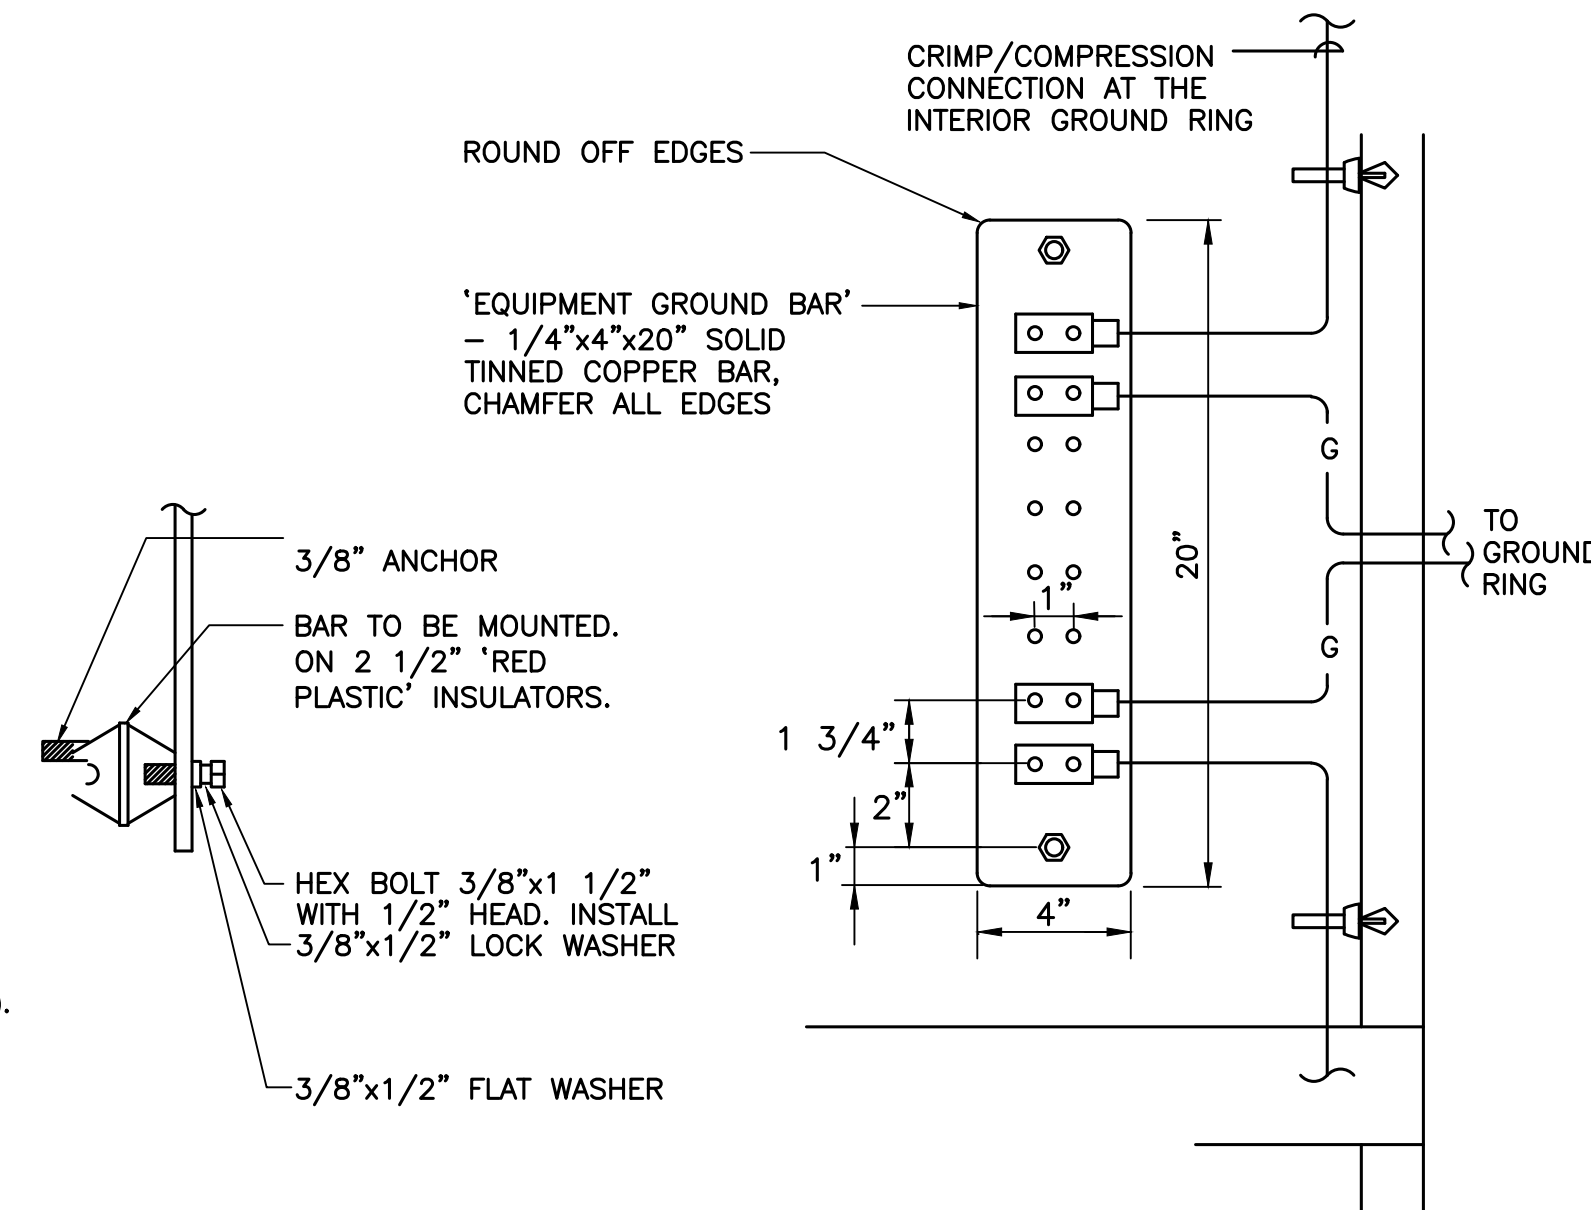 CRIMP/COMPRESSION
CONNECTION AT THE
INTERIOR GROUND RING
ROUND OFF EDGES
‘EQUIPMENT GROUND BAR’
– 1/4”x4”x20” SOLID
TINNED COPPER BAR,
CHAMFER ALL EDGES
G
20”
TO
GROUND
RING
1”
G
1 3/4”
2”
1”
4”
3/8” ANCHOR
BAR TO BE MOUNTED.
ON 2 1/2” ‘RED
PLASTIC’ INSULATORS.
HEX BOLT 3/8”x1 1/2”
WITH 1/2” HEAD. INSTALL
3/8”x1/2” LOCK WASHER
3/8”x1/2” FLAT WASHER